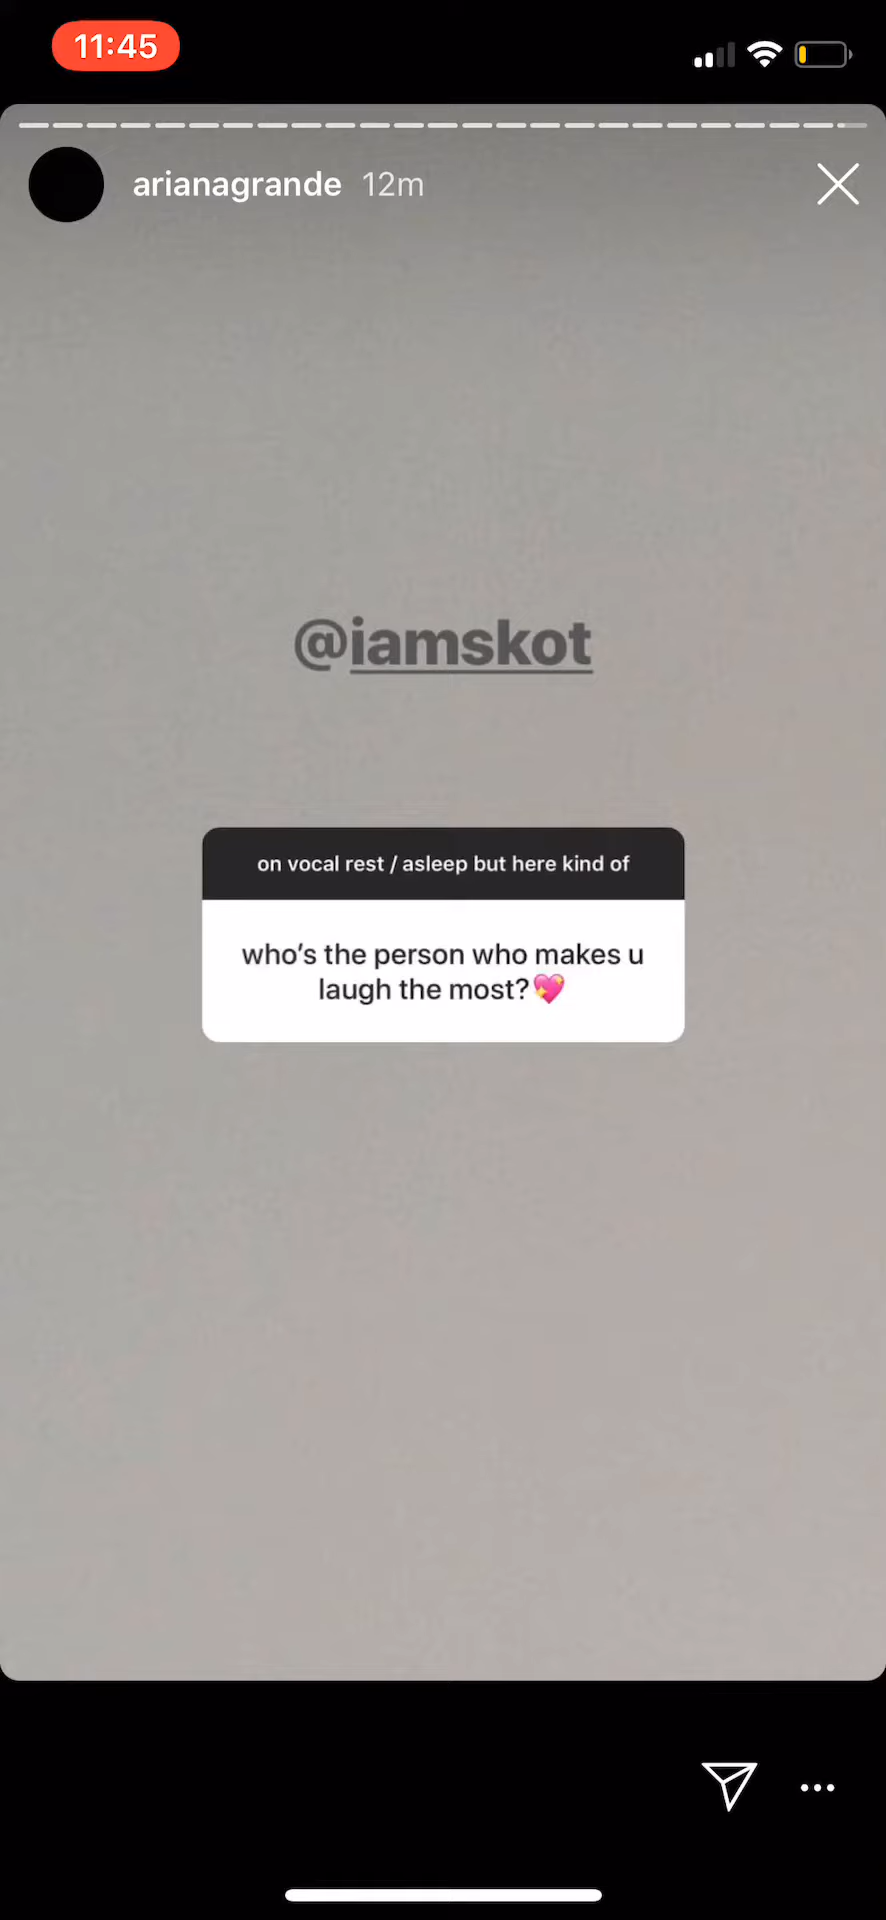 11:45
arianagrande 12m
@iamskot
on vocal rest / asleep but here kind of
who's the person who makes u
laugh the most?💖